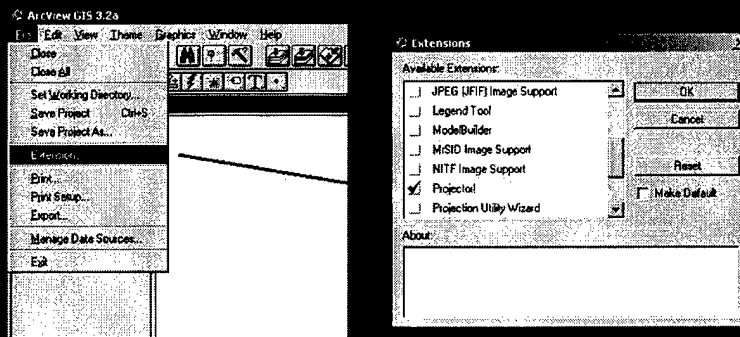 ArcView GIS 3.2a
File Edit View Theme Graphics Window Help
Close
Close All
Set Working Directory...
Save Project Ctrl+S
Save Project As...
Extensions...
Print...
Print Setup...
Export...
Manage Data Sources...
Exit
Extensions
Available Extensions:
JPEG (JFIF) Image Support
Legend Tool
ModelBuilder
MrSID Image Support
NITF Image Support
Projector!
Projection Utility Wizard
OK
Cancel
Reset
Make Default
About: